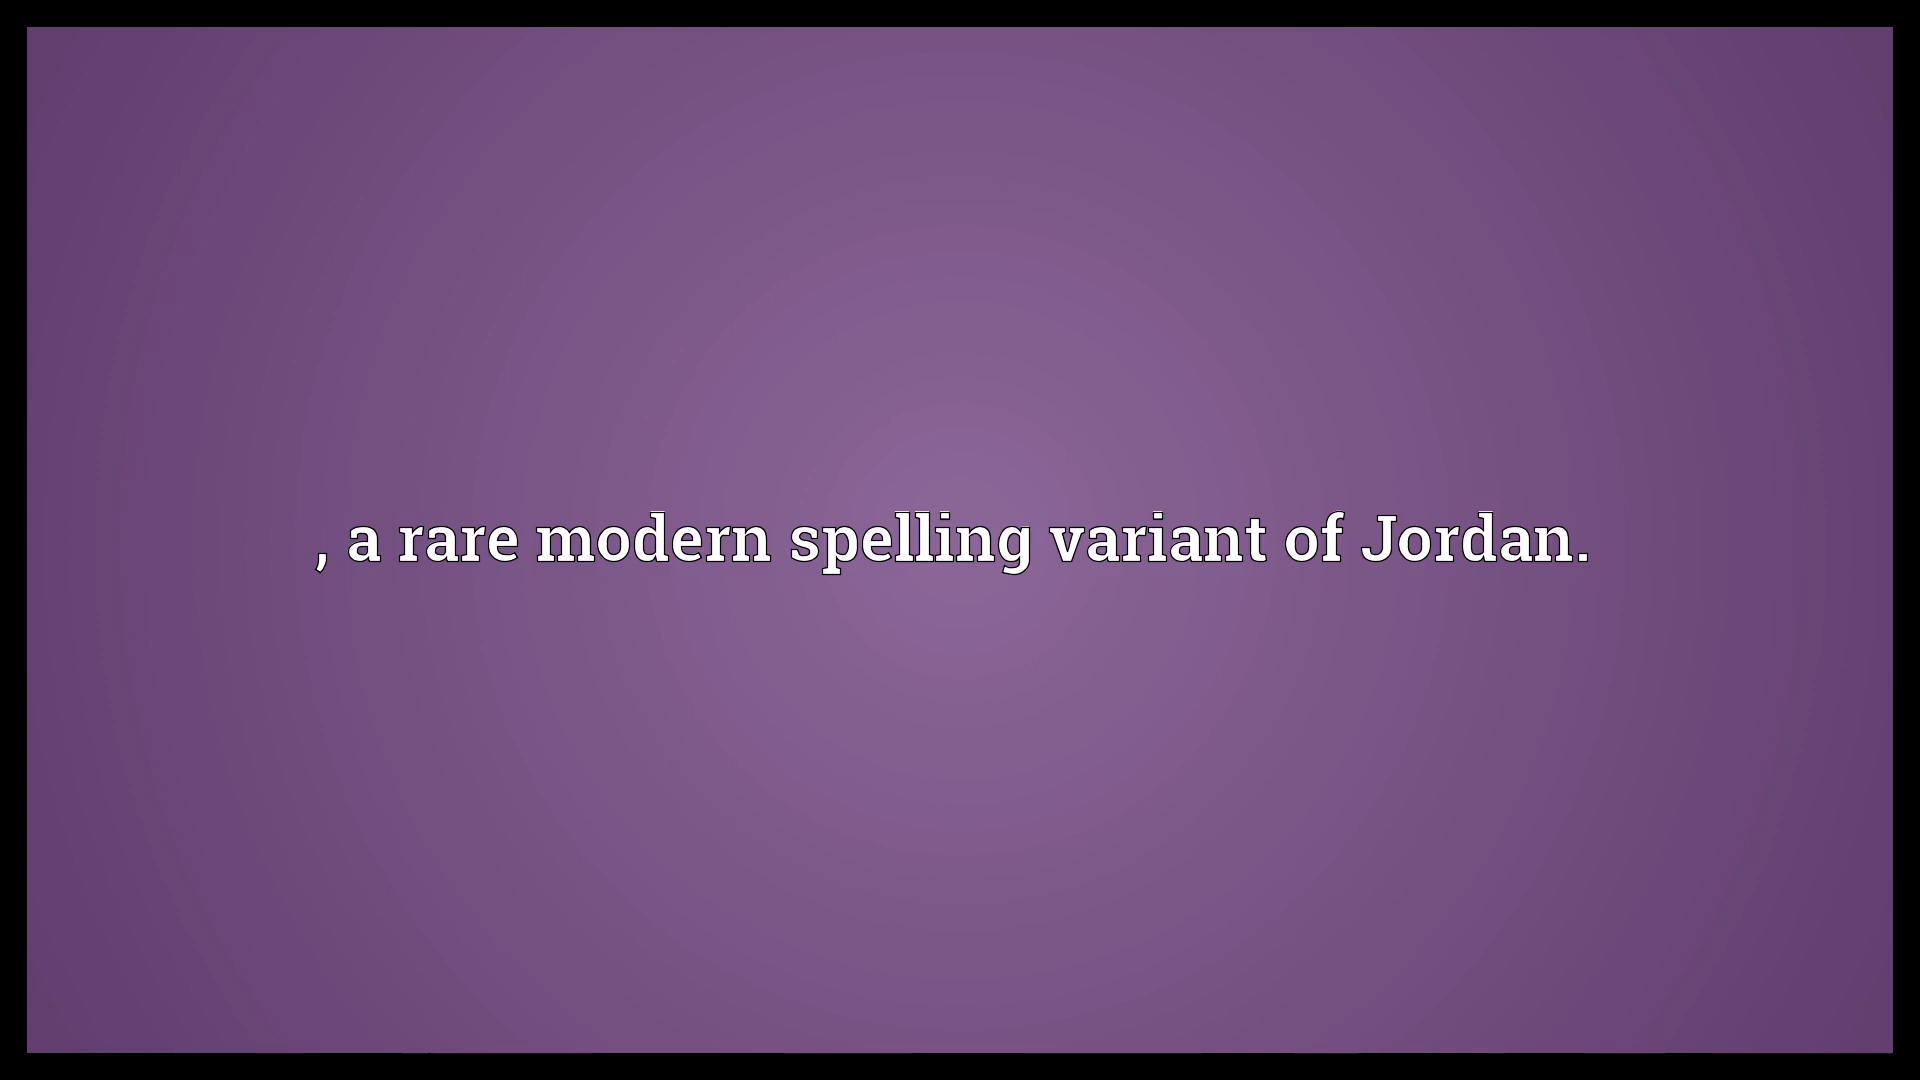 , a rare modern spelling variant of Jordan.